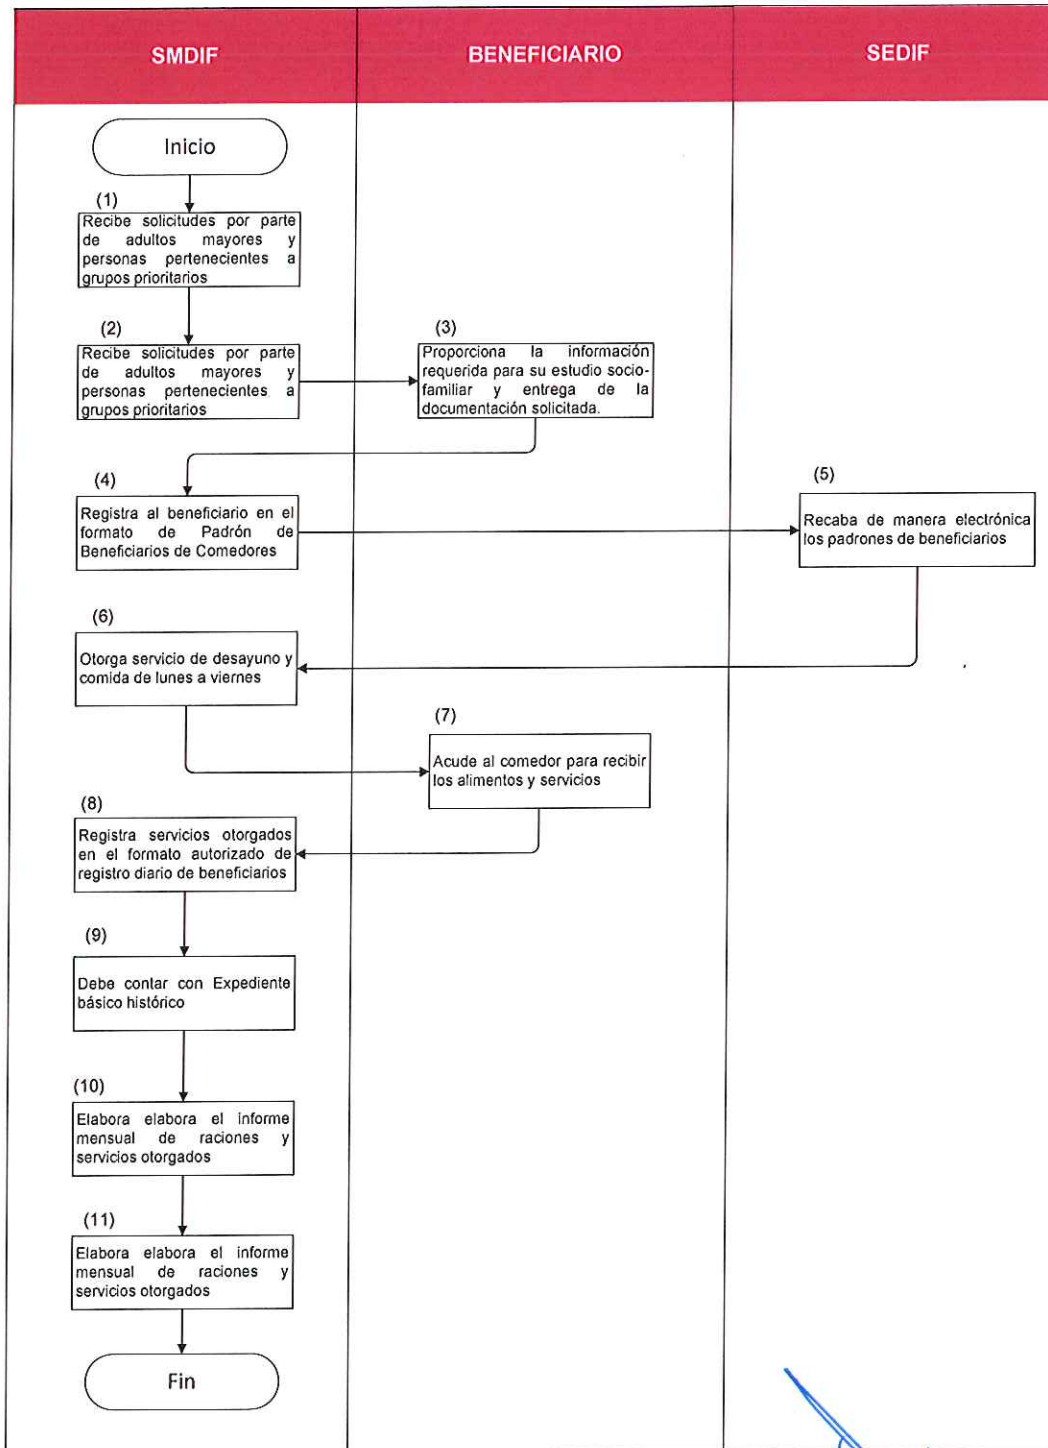 SMDIF
BENEFICIARIO
SEDIF
Inicio
(1)
Recibe solicitudes por parte
de adultos mayores y
personas pertenecientes a
grupos prioritarios
(2)
Recibe solicitudes por parte
de adultos mayores y
personas pertenecientes a
grupos prioritarios
(3)
Proporciona la información
requerida para su estudio socio-
familiar y entrega de la
documentación solicitada.
(4)
Registra al beneficiario en el
formato de Padrón de
Beneficiarios de Comedores
(5)
Recaba de manera electrónica
los padrones de beneficiarios
(6)
Otorga servicio de desayuno y
comida de lunes a viernes
(7)
Acude al comedor para recibir
los alimentos y servicios
(8)
Registra servicios otorgados
en el formato autorizado de
registro diario de beneficiarios
(9)
Debe contar con Expediente
básico histórico
(10)
Elabora elabora el informe
mensual de raciones y
servicios otorgados
(11)
Elabora elabora el informe
mensual de raciones y
servicios otorgados
Fin